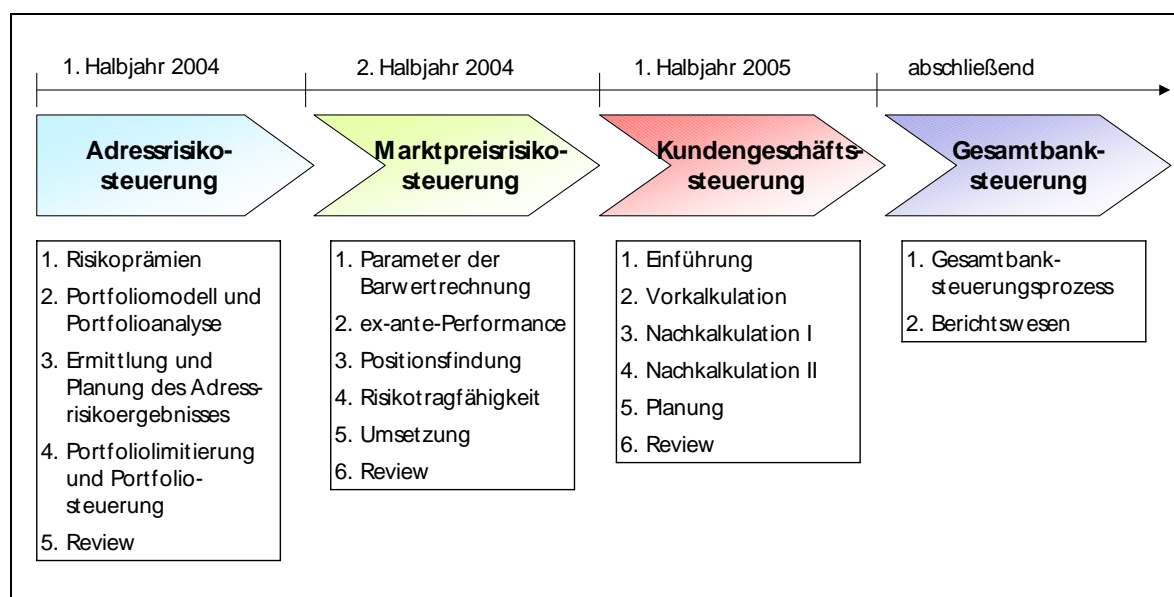 1. Halbjahr 2004
2. Halbjahr 2004
1. Halbjahr 2005
abschließend
Adressrisiko-
steuerung
Marktpreisrisiko-
steuerung
Kundengeschäfts-
steuerung
Gesamtbank-
steuerung
1. Risikoprämien
2. Portfoliomodell und
Portfolioanalyse
3. Ermittlung und
Planung des Adress-
risikoergebnisses
4. Portfoliolimitierung
und Portfolio-
steuerung
5. Review
1. Parameter der
Barwertrechnung
2. ex-ante-Performance
3. Positionsfindung
4. Risikotragfähigkeit
5. Umsetzung
6. Review
1. Einführung
2. Vorkalkulation
3. Nachkalkulation I
4. Nachkalkulation II
5. Planung
6. Review
1. Gesamtbank-
steuerungsprozess
2. Berichtswesen